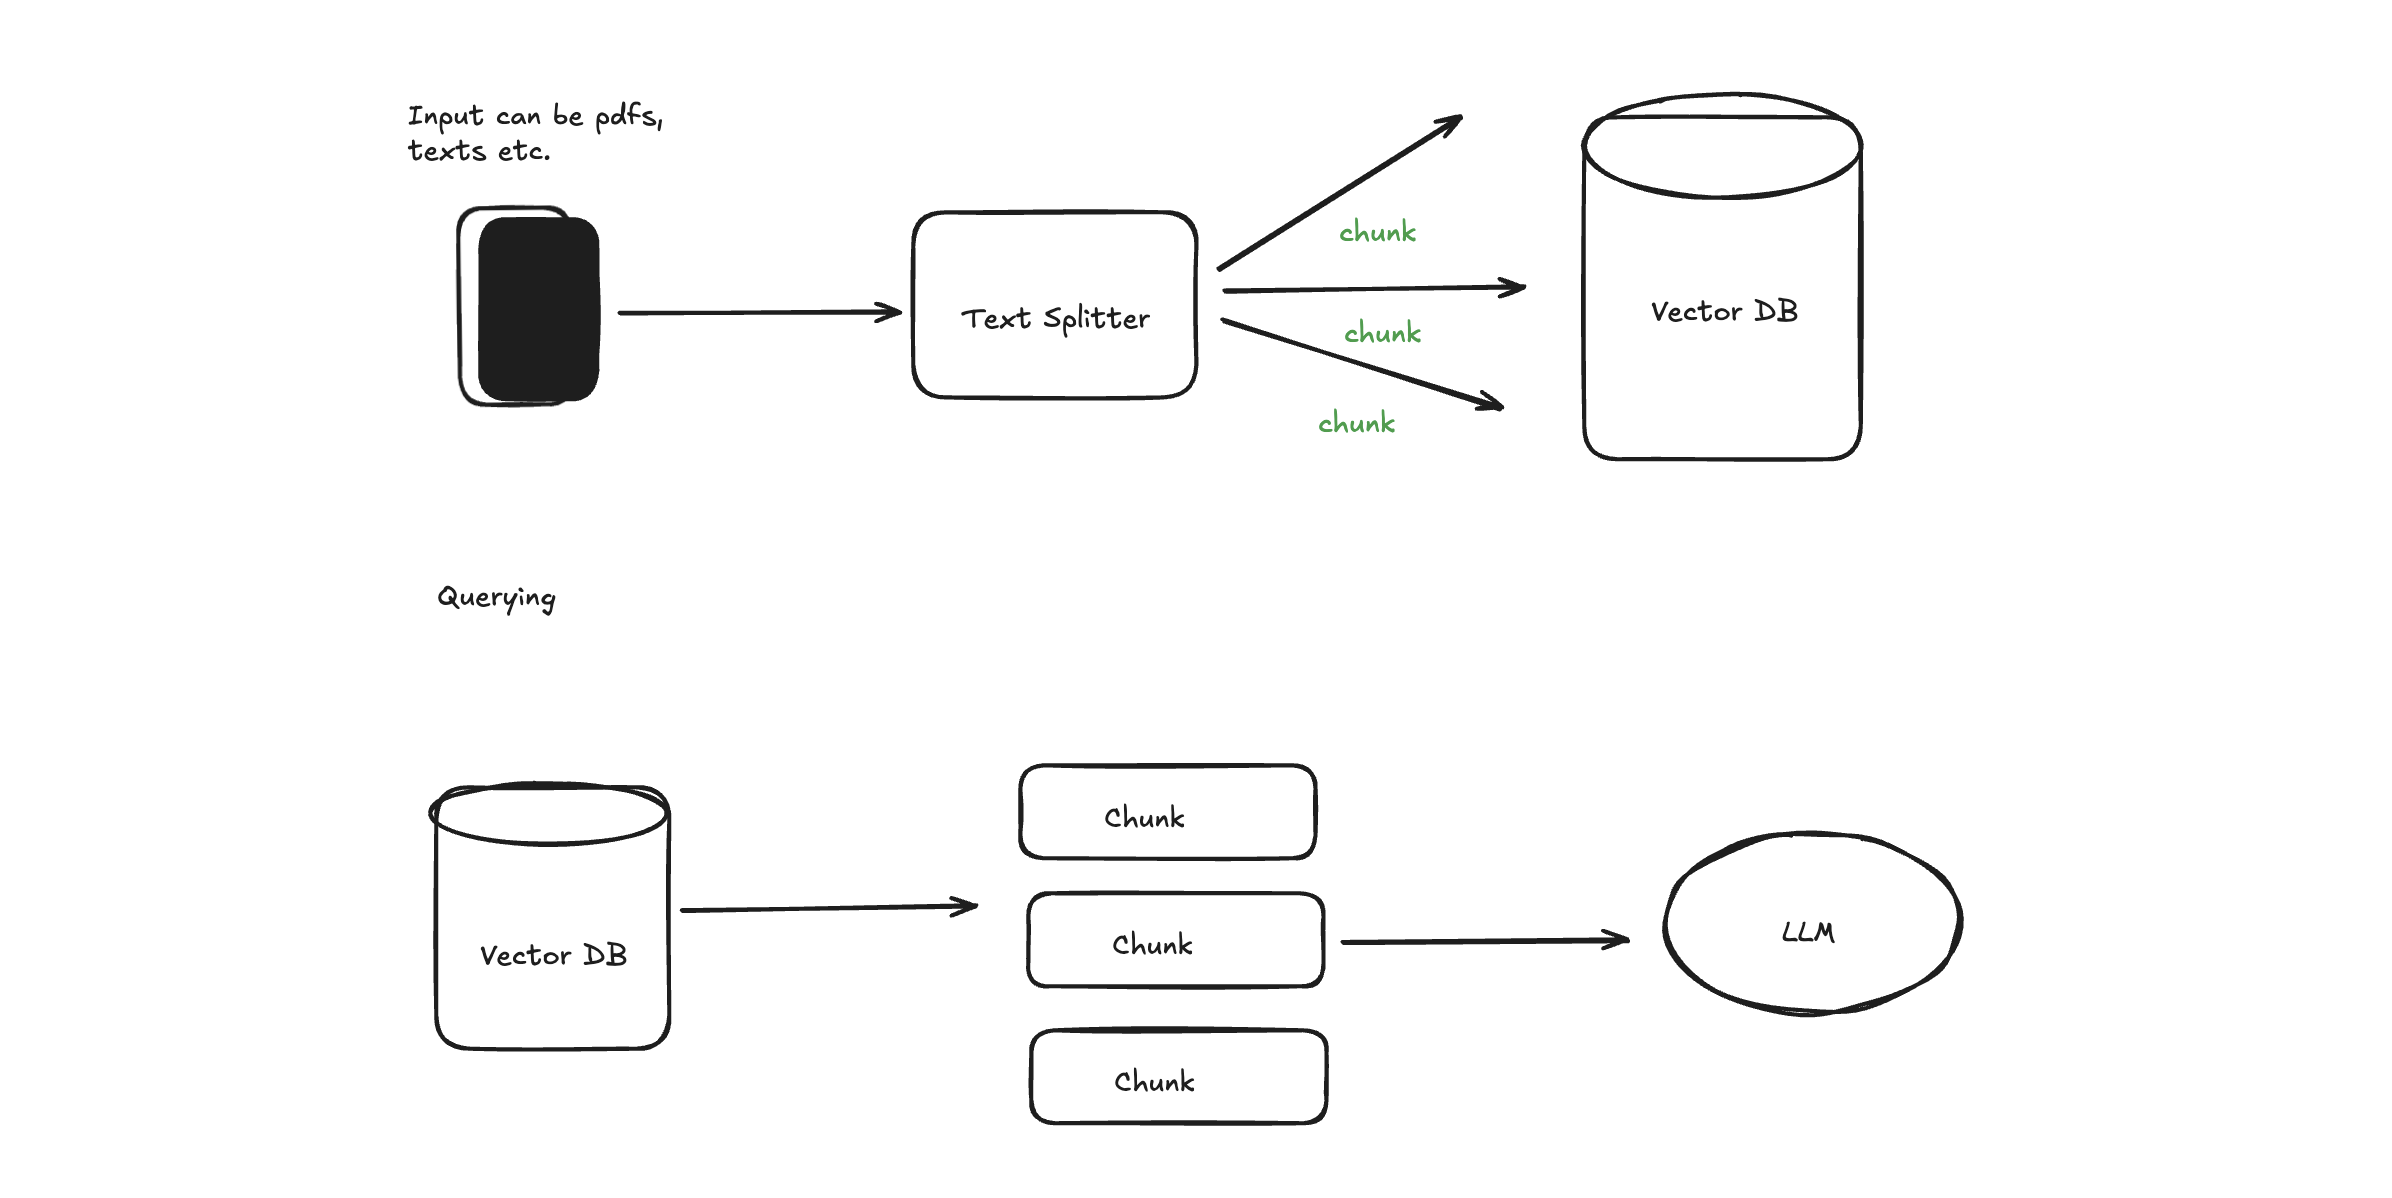 Input can be pdfs,
texts etc.
chunk
Text Splitter
Vector DB
chunk
chunk
Querying
Chunk
Vector DB
Chunk
LLM
Chunk